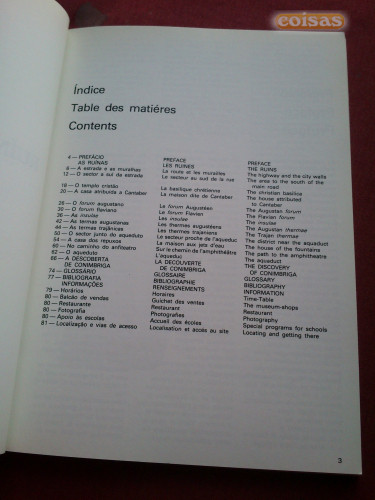 coisas
Índice
Table des matiéres
Contents
4 — PREFÁCIO
AS RUÍNAS
8 — A estrada e as muralhas
12 — O sector a sul da estrada
18 — O templo cristão
20 — A casa atribuída a Cantaber
26 — O forum augustano
30 — O forum flaviano
36 — As insulae
42 — As termas augustanas
44 — As termas trajânicas
50 — O sector junto do aqueduto
54 — A casa dos repuxos
60 — No caminho do anfiteatro
62 — O aqueduto
66 — A DESCOBERTA
DE CONIMBRIGA
74 — GLOSSÁRIO
77 — BIBLIOGRAFIA
INFORMAÇÕES
79 — Horários
80 — Balcão de vendas
80 — Restaurante
80 — Fotografia
80 — Apoio às escolas
81 — Localização e vias de acesso
PREFACE
LES RUINES
La route et les murailles
Le secteur au sud de la rue
La basilique chrétienne
La maison dite de Cantaber
Le forum Augustéen
Le forum Flavien
Les insulae
Les thermes augustéens
Les thermes trajaniens
Le secteur proche de l'aqueduc
La maison aux jets d'eau
Sur le chemin de l'amphithéâtre
L'aqueduc
LA DECOUVERTE
DE CONIMBRIGA
GLOSSAIRE
BIBLIOGRAPHIE
RENSEIGNEMENTS
Horaires
Guichet des ventes
Restaurant
Photografies
Accueil des écoles
Localisation et accès au site
PREFACE
THE RUINS
The highway and the city walls
The area to the south of the
main road
The christian basilica
The house attributed
to Cantaber
The Augustan forum
The Flavian forum
The insulae
The Augustan thermae
The Trojan thermae
The district near the aquaduct
The house of the fountains
The path to the amphitheatre
The aquaduct
THE DISCOVERY
OF CONIMBRIGA
GLOSSARY
BIBLIOGRAPHY
INFORMATION
Time-Table
The museum-shops
Restaurant
Photography
Special programs for schools
Locating and getting there
3